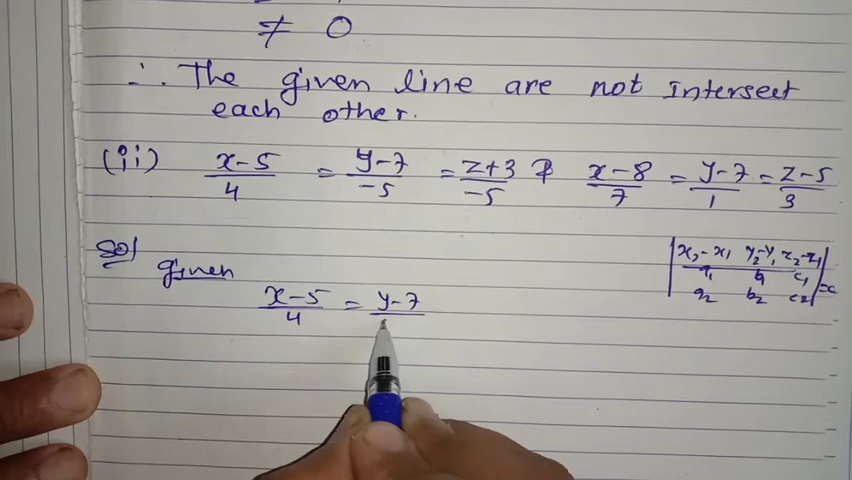 ≠ 0
∴ The given line are not Intersect
each other.
(ii) x-5/4 = y-7/-5 = z+3/-5 & x-8/7 = y-7/1 = z-5/3
Sol
given
x-5/4 = y-7/
|x₂-x₁ y₂-y₁ z₂-z₁|
a₁ b₁ c₁
a₂ b₂ c₂